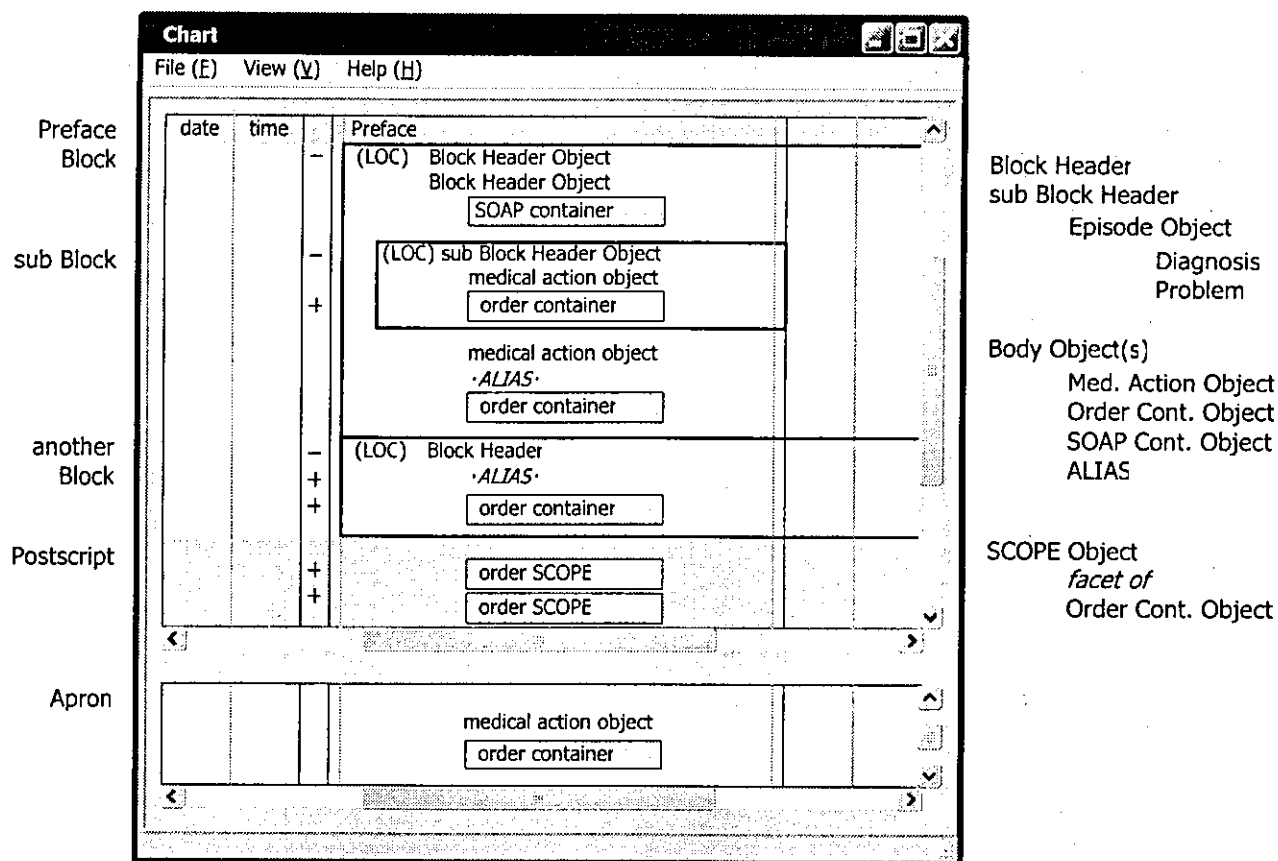 Chart
File (F) View (V) Help (H)
Preface
Block
sub Block
another
Block
Postscript
Apron
date time Preface
- (LOC) Block Header Object
Block Header Object
SOAP container
- (LOC) sub Block Header Object
medical action object
+ order container
medical action object
·ALIAS·
order container
- (LOC) Block Header
+ ·ALIAS·
+ order container
+ order SCOPE
+ order SCOPE
medical action object
order container
Block Header
sub Block Header
Episode Object
Diagnosis
Problem
Body Object(s)
Med. Action Object
Order Cont. Object
SOAP Cont. Object
ALIAS
SCOPE Object
facet of
Order Cont. Object